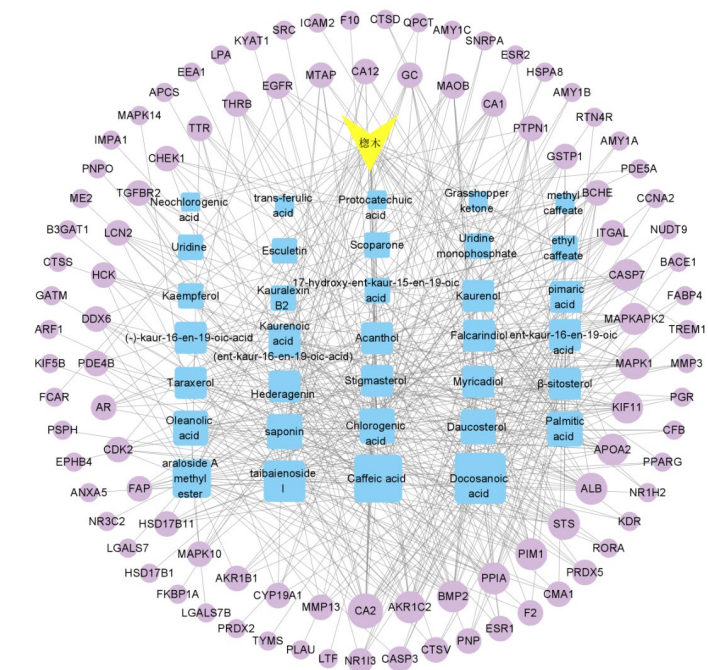 CTSD
F10
QPCT
ICAM2
AMY1C
SRC
SNRPA
KYAT1
ESR2
LPA
HSPA8
EEA1
EGFR
MTAP
CA12
GC
MAOB
AMY1B
APCS
THRB
CA1
RTN4R
MAPK14
TTR
PTPN1
AMY1A
IMPA1
CHEK1
GSTP1
楤木
PNPO
PDE5A
TGFBR2
BCHE
ME2
CCNA2
Neochlorogenic
acid
trans-ferulic
acid
Protocatechuic
acid
Grasshopper
ketone
methyl
caffeate
B3GAT1
LCN2
ITGAL
NUDT9
Uridine
Esculetin
Scoparone
Uridine
monophosphate
ethyl
caffeate
CTSS
HCK
CASP7
BACE1
GATM
FABP4
Kaempferol
Kauralexin
B2
17-hydroxy-ent-kaur-15-en-19-oic
acid
Kaurenol
pimaric
acid
DDX6
MAPKAPK2
ARF1
TREM1
(-)-kaur-16-en-19-oic-acid
Kaurenoic
acid
(ent-kaur-16-en-19-oic-acid)
Acanthol
Falcarindiol
ent-kaur-16-en-19-oic
acid
KIF5B
PDE4B
MAPK1
MMP3
Taraxerol
Hederagenin
Stigmasterol
Myricadiol
β-sitosterol
FCAR
AR
KIF11
PGR
PSPH
CFB
Oleanolic
acid
saponin
Chlorogenic
acid
Daucosterol
Palmitic
acid
CDK2
APOA2
EPHB4
PPARG
araloside A
methyl
ester
taibaienoside
I
Caffeic acid
Docosanoic
acid
ANXA5
FAP
ALB
NR1H2
NR3C2
HSD17B11
STS
KDR
LGALS7
MAPK10
PIM1
RORA
HSD17B1
AKR1B1
PPIA
PRDX5
FKBP1A
CYP19A1
BMP2
CMA1
LGALS7B
MMP13
CA2
AKR1C2
F2
PRDX2
ESR1
TYMS
PNP
PLAU
CTSV
LTF
NR1I3
CASP3